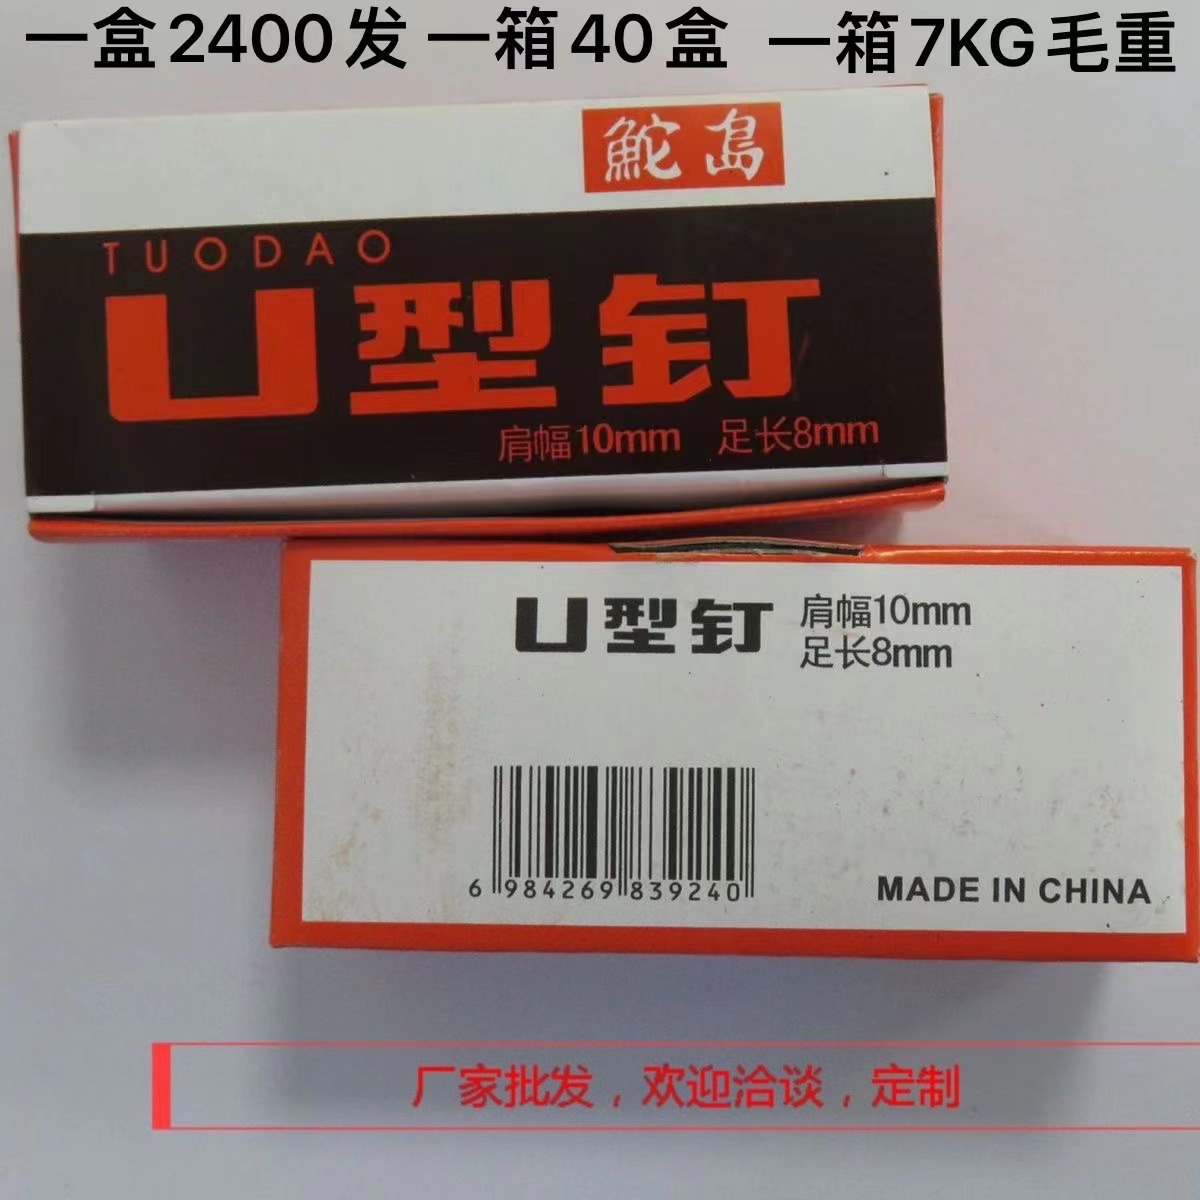 一盒2400发 一箱40盒 一箱7KG毛重
鮀岛
TUODAO
U型钉
肩幅10mm 足长8mm
U型钉 肩幅10mm
足长8mm
6 984269 839240
MADE IN CHINA
厂家批发，欢迎洽谈，定制